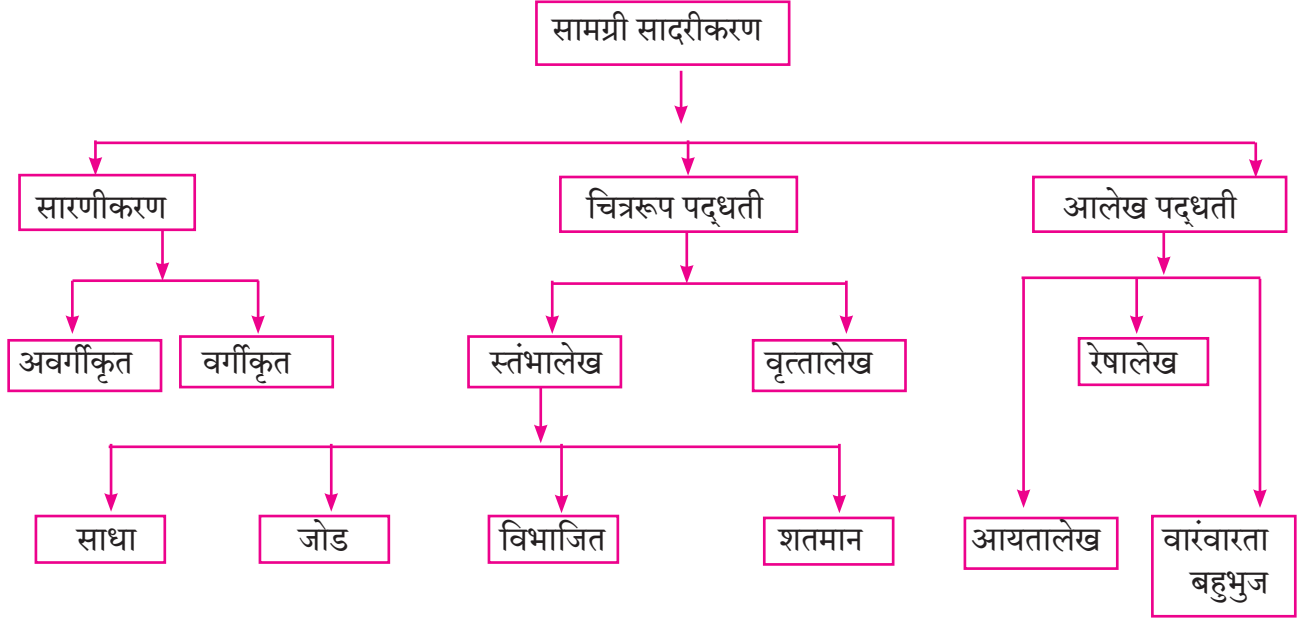 सामग्री सादरीकरण
सारणीकरण
चित्ररूप पद्‌धती
आलेख पद्‌धती
अवर्गीकृत
वर्गीकृत
स्तंभालेख
वृत्तालेख
रेषालेख
साधा
जोड
विभाजित
शतमान
आयतालेख
वारंवारता
बहुभुज